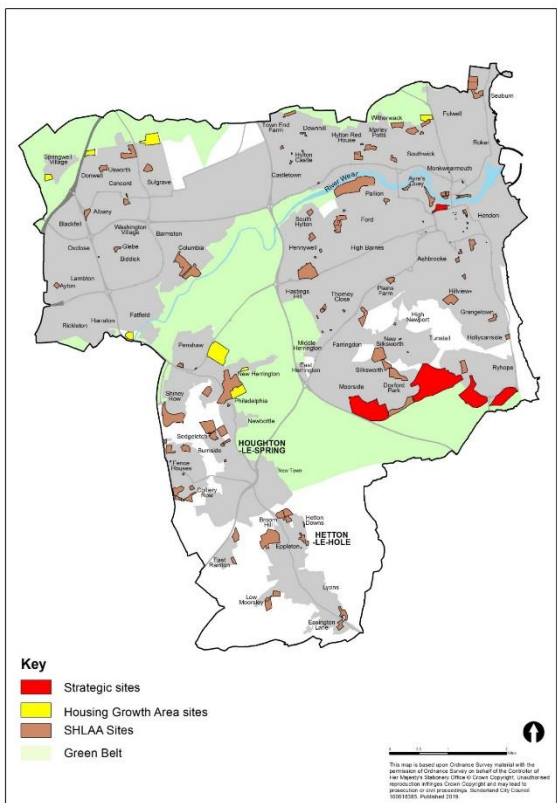 Seaburn
Fulwell
Witherwack
Town End
Farm
Downhill
Hylton Red
House
Marley
Potts
Roker
Southwick
Hylton
Castle
Monkwearmouth
Springwell
Village
Donwell
Usworth
Concord
Sulgrave
Castletown
River Wear
Pallion
Ayre's
Quay
Hendon
Albany
Blackfell
Washington
Village
Barmston
South
Hylton
Ford
Oxclose
Glebe
Biddick
Columbia
Pennywell
High Barnes
Ashbrooke
Lambton
Ayton
Hastings
Hill
Thorney
Close
Plains
Farm
Hillview
Grangetown
Rickleton
Harraton
Fatfield
High
Newport
Penshaw
Middle
Herrington
Farringdon
New
Silksworth
Tunstall
Hollycarrside
East
Herrington
Silksworth
New Herrington
Moorside
Doxford
Park
Ryhope
Shiney
Row
Philadelphia
Newbottle
Sedgeletch
HOUGHTON
-LE-SPRING
Burnside
Fence
Houses
New Town
Colliery
Row
Broom
Hill
Hetton
Downs
HETTON
-LE-HOLE
Eppleton
East
Rainton
Lyons
Low
Moorsley
Easington
Lane
Key
Strategic sites
Housing Growth Area sites
SHLAA Sites
Green Belt
This map is based upon Ordnance Survey material with the
permission of Ordnance Survey on behalf of the Controller of
Her Majesty's Stationery Office © Crown Copyright. Unauthorised
reproduction infringes Crown Copyright and may lead to
prosecution or civil proceedings. Sunderland City Council
100018385. Published 2019.